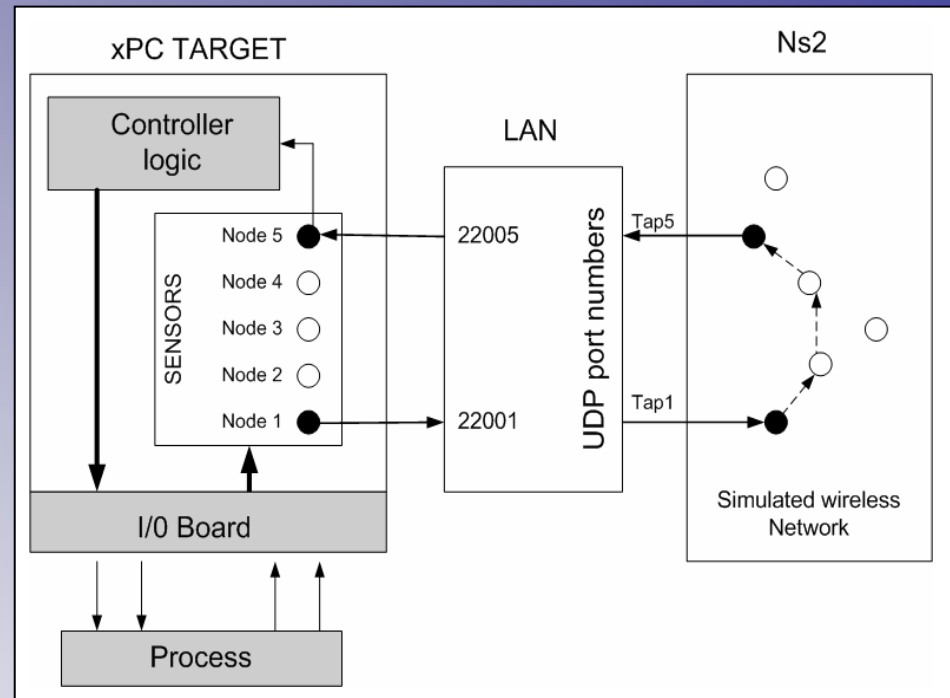 xPC TARGET
Controller
logic
SENSORS
Node 5
Node 4
Node 3
Node 2
Node 1
I/0 Board
Process
LAN
22005
22001
UDP port numbers
Ns2
Tap5
Tap1
Simulated wireless
Network